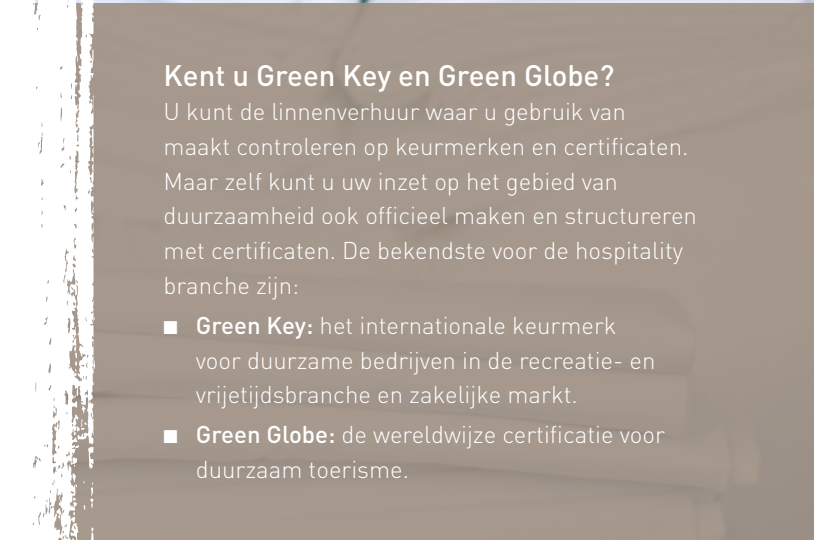 Kent u Green Key en Green Globe?
U kunt de linnenverhuur waar u gebruik van
maakt controleren op keurmerken en certificaten.
Maar zelf kunt u uw inzet op het gebied van
duurzaamheid ook officieel maken en structureren
met certificaten. De bekendste voor de hospitality
branche zijn:
■ Green Key: het internationale keurmerk
voor duurzame bedrijven in de recreatie- en
vrijetijdsbranche en zakelijke markt.
■ Green Globe: de wereldwijze certificatie voor
duurzaam toerisme.